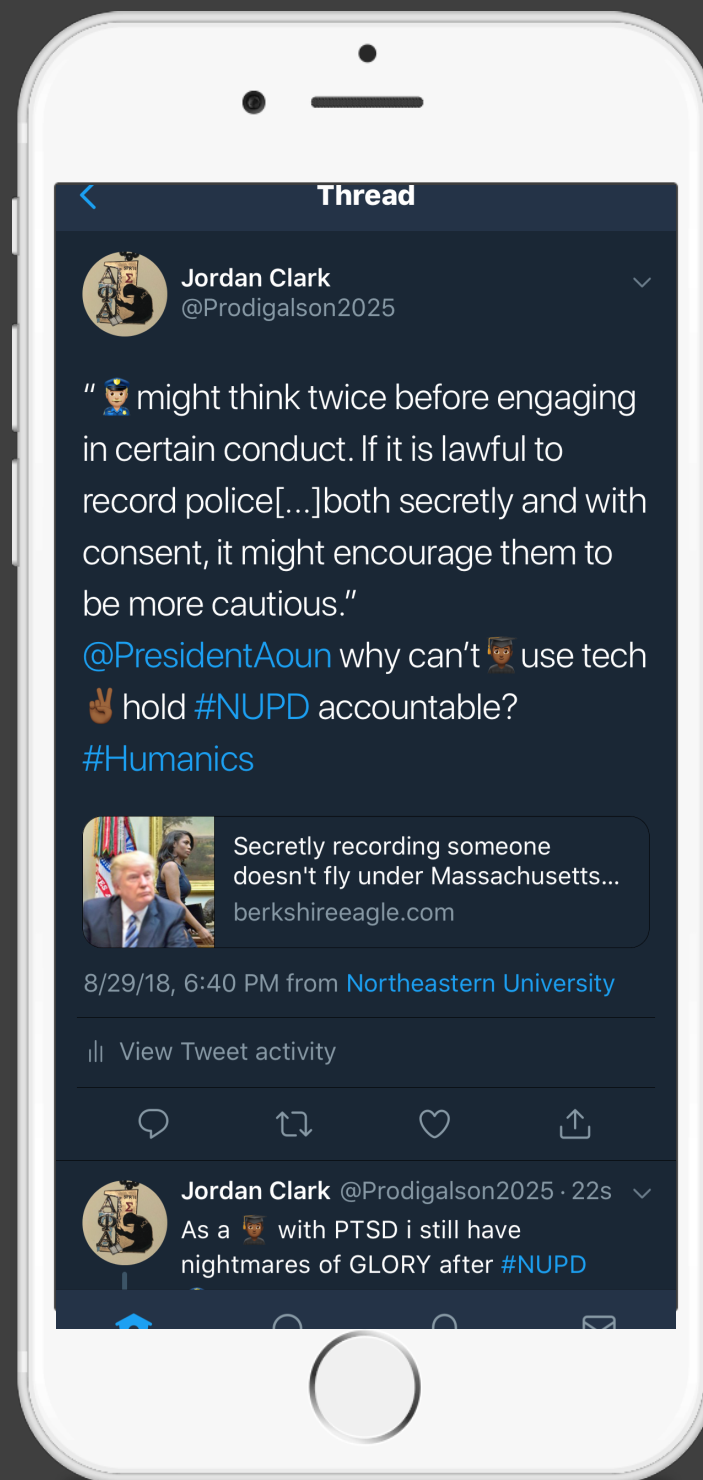 Thread
Jordan Clark
@Prodigalson2025
“👮🏼might think twice before engaging
in certain conduct. If it is lawful to
record police[...]both secretly and with
consent, it might encourage them to
be more cautious.”
@PresidentAoun why can’t👨🏾‍🎓use tech
✌🏾hold #NUPD accountable?
#Humanics
Secretly recording someone
doesn't fly under Massachusetts...
berkshireeagle.com
8/29/18, 6:40 PM from Northeastern University
View Tweet activity
Jordan Clark @Prodigalson2025 · 22s
As a 👨🏾‍🎓 with PTSD i still have
nightmares of GLORY after #NUPD